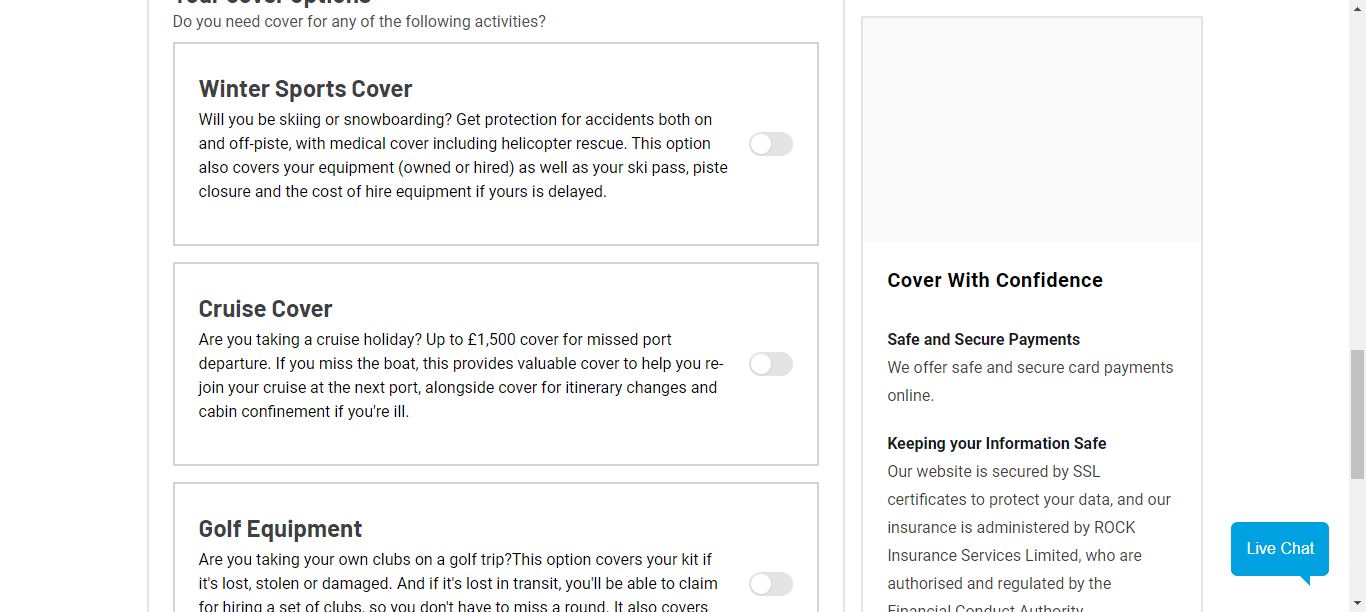 Your cover options
Do you need cover for any of the following activities?
Winter Sports Cover
Will you be skiing or snowboarding? Get protection for accidents both on
and off-piste, with medical cover including helicopter rescue. This option
also covers your equipment (owned or hired) as well as your ski pass, piste
closure and the cost of hire equipment if yours is delayed.
Cruise Cover
Are you taking a cruise holiday? Up to £1,500 cover for missed port
departure. If you miss the boat, this provides valuable cover to help you re-
join your cruise at the next port, alongside cover for itinerary changes and
cabin confinement if you're ill.
Golf Equipment
Are you taking your own clubs on a golf trip?This option covers your kit if
it's lost, stolen or damaged. And if it's lost in transit, you'll be able to claim
for hiring a set of clubs, so you don't have to miss a round. It also covers
Cover With Confidence
Safe and Secure Payments
We offer safe and secure card payments
online.
Keeping your Information Safe
Our website is secured by SSL
certificates to protect your data, and our
insurance is administered by ROCK
Insurance Services Limited, who are
authorised and regulated by the
Financial Conduct Authority
Live Chat